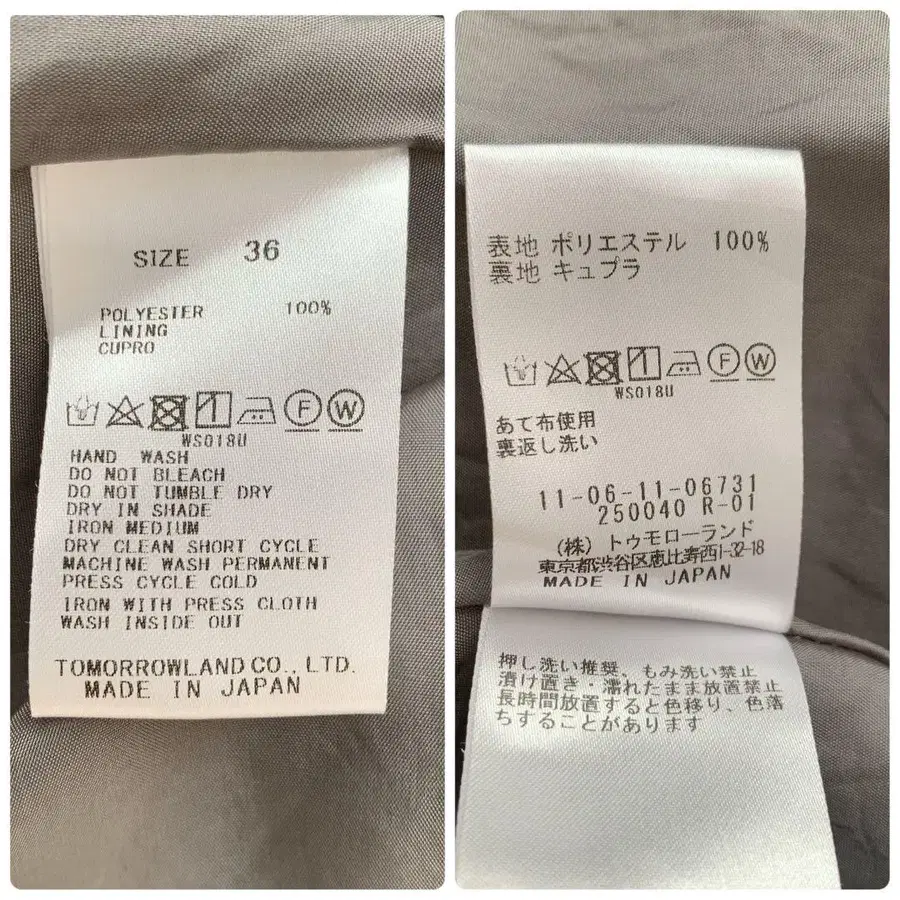 SIZE 36
POLYESTER 100%
LINING
CUPRO
F W
WS018U
HAND WASH
DO NOT BLEACH
DO NOT TUMBLE DRY
DRY IN SHADE
IRON MEDIUM
DRY CLEAN SHORT CYCLE
MACHINE WASH PERMANENT
PRESS CYCLE COLD
IRON WITH PRESS CLOTH
WASH INSIDE OUT
TOMORROWLAND CO., LTD.
MADE IN JAPAN
表地 ポリエステル 100%
裏地 キュプラ
F W
WS018U
あて布使用
裏返し洗い
11-06-11-06731
250040 R-01
(株) トゥモローランド
東京都渋谷区恵比寿西1-32-18
MADE IN JAPAN
押し洗い推奨、もみ洗い禁止
漬け置き・濡れたまま放置禁止
長時間放置すると色移り、色落
ちすることがあります